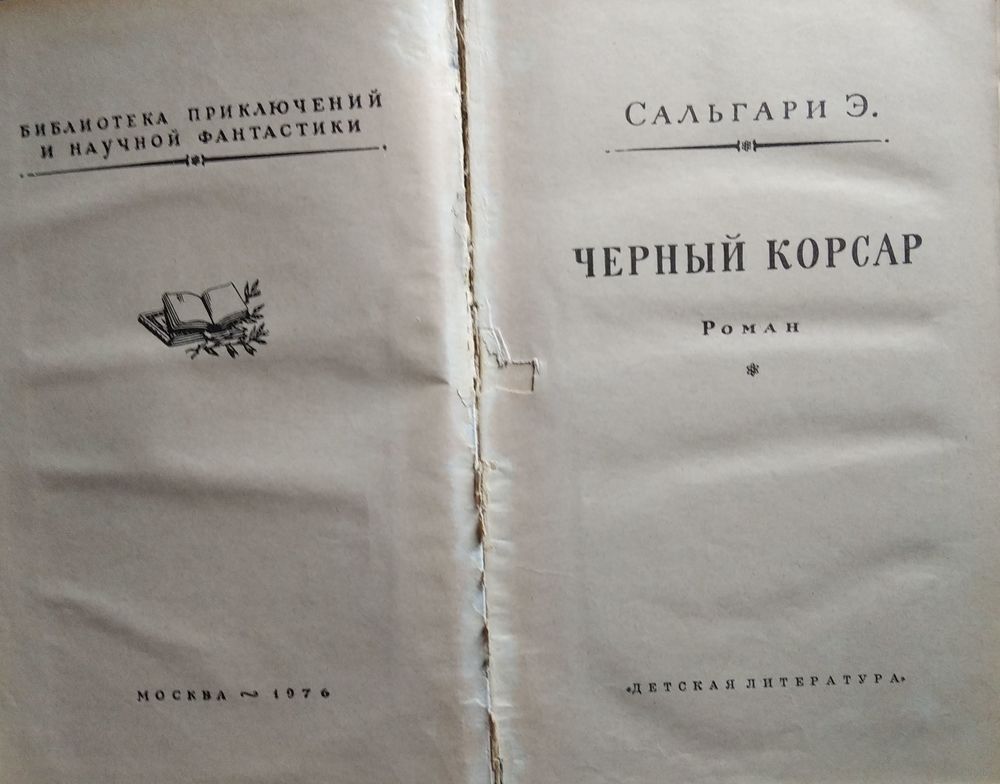 БИБЛИОТЕКА ПРИКЛЮЧЕНИЙ
И НАУЧНОЙ ФАНТАСТИКИ
МОСКВА ~ 1976
САЛЬГАРИ Э.
ЧЕРНЫЙ КОРСАР
РОМАН
«ДЕТСКАЯ ЛИТЕРАТУРА»